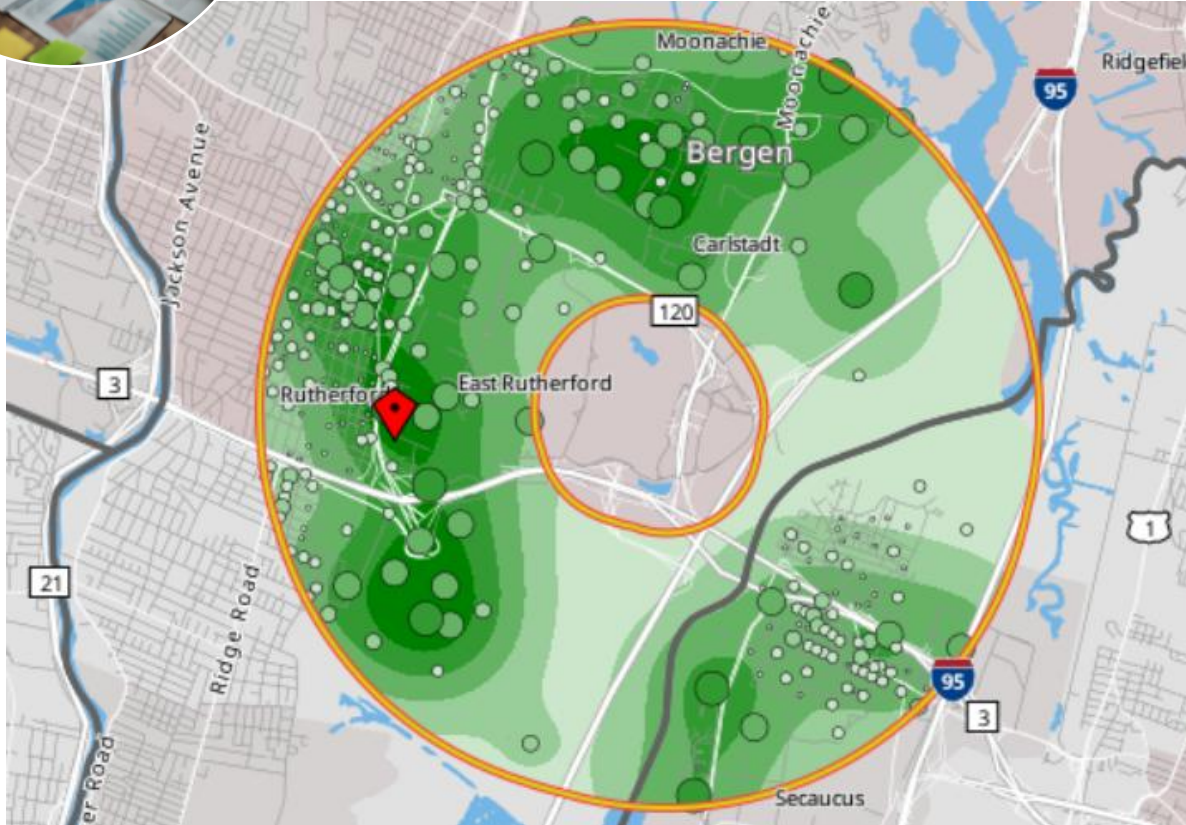 Moonachie
Moonachie
Ridgefiel
95
Jackson Avenue
Bergen
Carlstadt
120
3
Rutherford
East Rutherford
1
21
Ridge Road
95
3
er Road
Secaucus